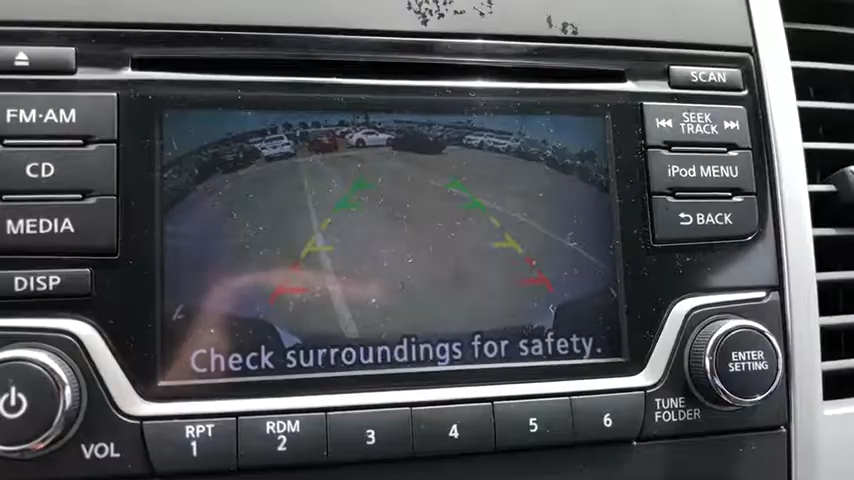 SCAN
FM·AM
SEEK
TRACK
CD
iPod MENU
MEDIA
BACK
DISP
Check surroundings for safety.
ENTER
SETTING
TUNE
FOLDER
VOL
RPT
1
RDM
2
3
4
5
6